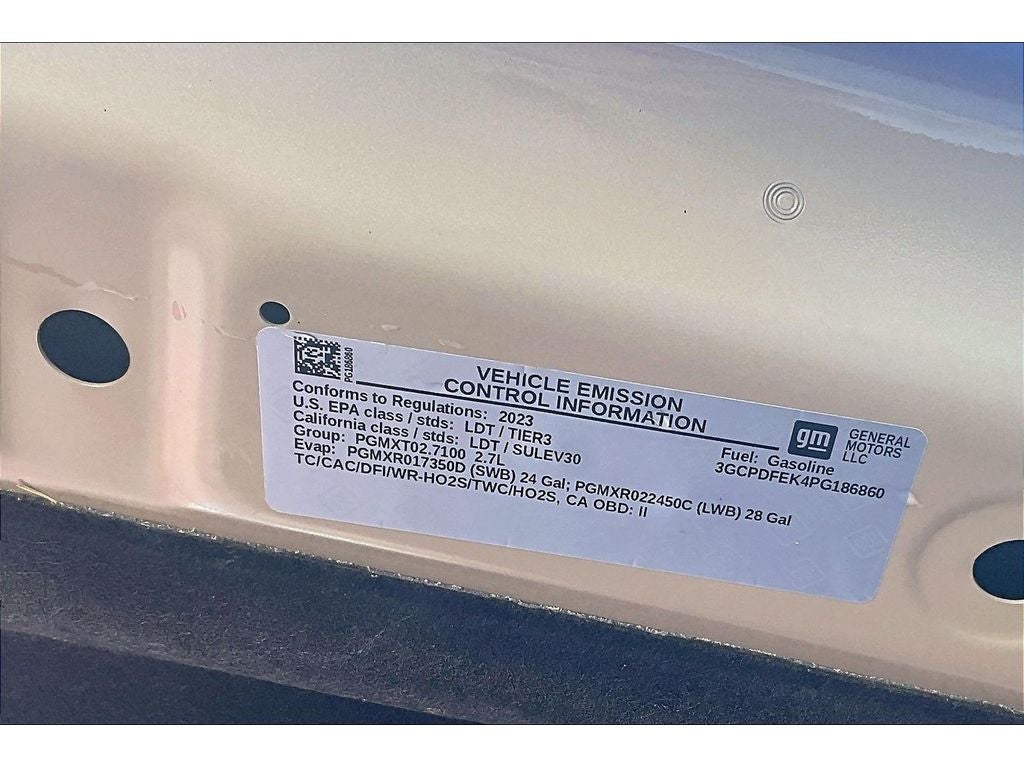 PG186860
VEHICLE EMISSION
CONTROL INFORMATION
Conforms to Regulations: 2023
U.S. EPA class / stds: LDT / TIER3
California class / stds: LDT / SULEV30
Group: PGMXT02.7100 2.7L
Evap: PGMXR017350D (SWB) 24 Gal; PGMXR022450C (LWB) 28 Gal
TC/CAC/DFI/WR-HO2S/TWC/HO2S, CA OBD: II
gm
GENERAL
MOTORS
LLC
Fuel: Gasoline
3GCPDFEK4PG186860